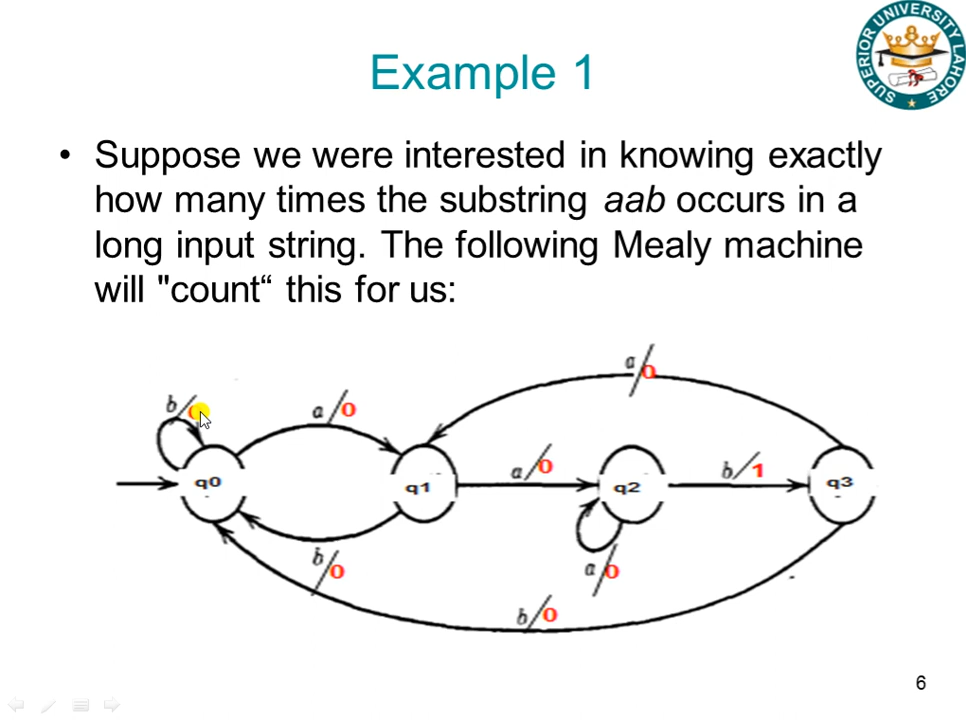 SUPERIOR UNIVERSITY LAHORE
Example 1
• Suppose we were interested in knowing exactly
how many times the substring aab occurs in a
long input string. The following Mealy machine
will "count“ this for us:
a/0
b/
a/0
a/0
b/1
q0
q1
q2
q3
b/0
a/0
b/0
6